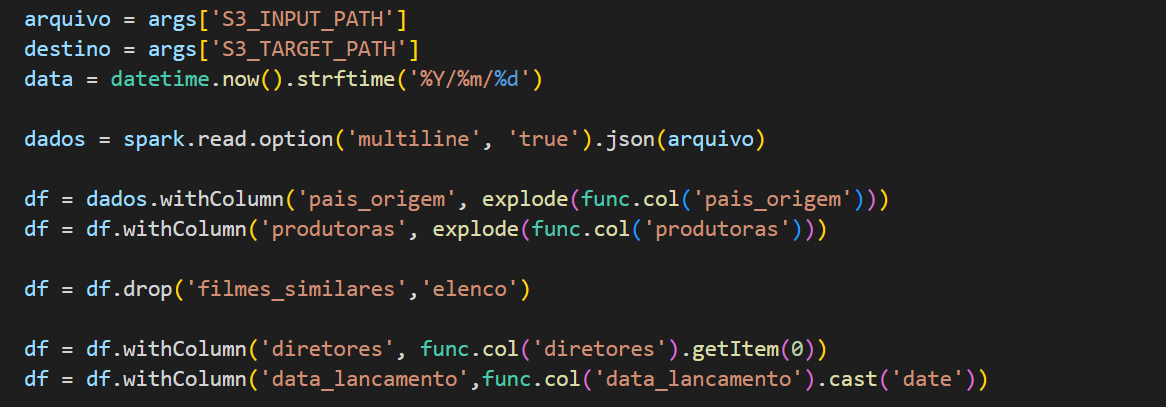 arquivo = args['S3_INPUT_PATH']
destino = args['S3_TARGET_PATH']
data = datetime.now().strftime('%Y/%m/%d')
dados = spark.read.option('multiline', 'true').json(arquivo)
df = dados.withColumn('pais_origem', explode(func.col('pais_origem')))
df = df.withColumn('produtoras', explode(func.col('produtoras')))
df = df.drop('filmes_similares','elenco')
df = df.withColumn('diretores', func.col('diretores').getItem(0))
df = df.withColumn('data_lancamento',func.col('data_lancamento').cast('date'))